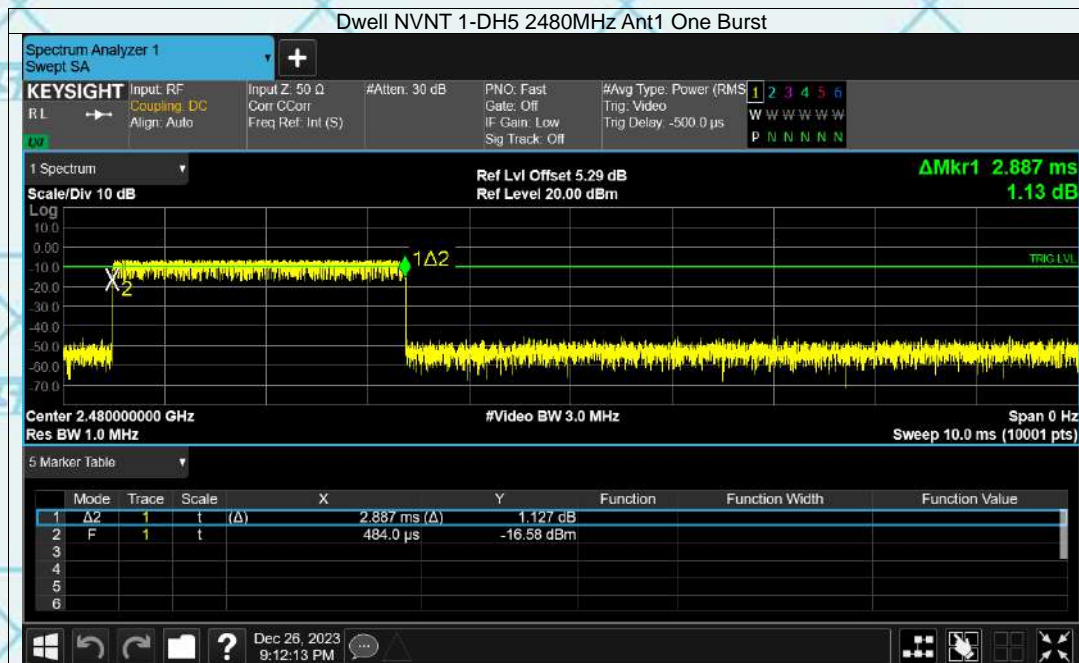 Dwell NVNT 1-DH5 2480MHz Ant1 One Burst
Spectrum Analyzer 1
Swept SA
+
KEYSIGHT Input: RF Input Z: 50 Ω #Atten: 30 dB PNO: Fast #Avg Type: Power (RMS 1 2 3 4 5 6
RL Coupling: DC Corr CCorr Gate: Off Trig: Video W W W W W W
Align: Auto Freq Ref: Int (S) IF Gain: Low Trig Delay: -500.0 µs P N N N N N
LXI Sig Track: Off
1 Spectrum Ref Lvl Offset 5.29 dB ΔMkr1 2.887 ms
Scale/Div 10 dB Ref Level 20.00 dBm 1.13 dB
Log
10.0
0.00
-10.0 1Δ2 TRIG LVL
-20.0 X2
-30.0
-40.0
-50.0
-60.0
-70.0
Center 2.480000000 GHz #Video BW 3.0 MHz Span 0 Hz
Res BW 1.0 MHz Sweep 10.0 ms (10001 pts)
5 Marker Table
Mode Trace Scale X Y Function Function Width Function Value
1 Δ2 1 t (Δ) 2.887 ms (Δ) 1.127 dB
2 F 1 t 484.0 µs -16.58 dBm
3
4
5
6
? Dec 26, 2023
9:12:13 PM